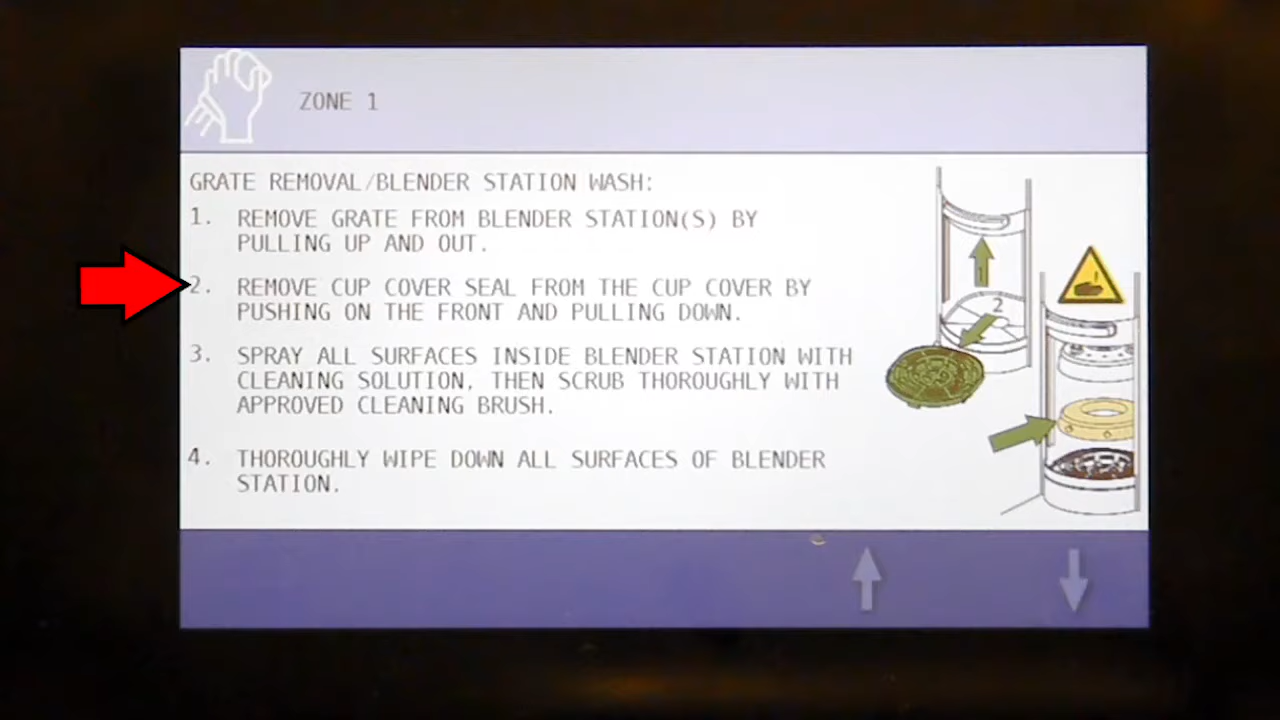 ZONE 1
GRATE REMOVAL/BLENDER STATION WASH:
1. REMOVE GRATE FROM BLENDER STATION(S) BY
PULLING UP AND OUT.
2. REMOVE CUP COVER SEAL FROM THE CUP COVER BY
PUSHING ON THE FRONT AND PULLING DOWN.
3. SPRAY ALL SURFACES INSIDE BLENDER STATION WITH
CLEANING SOLUTION, THEN SCRUB THOROUGHLY WITH
APPROVED CLEANING BRUSH.
4. THOROUGHLY WIPE DOWN ALL SURFACES OF BLENDER
STATION.
1
2